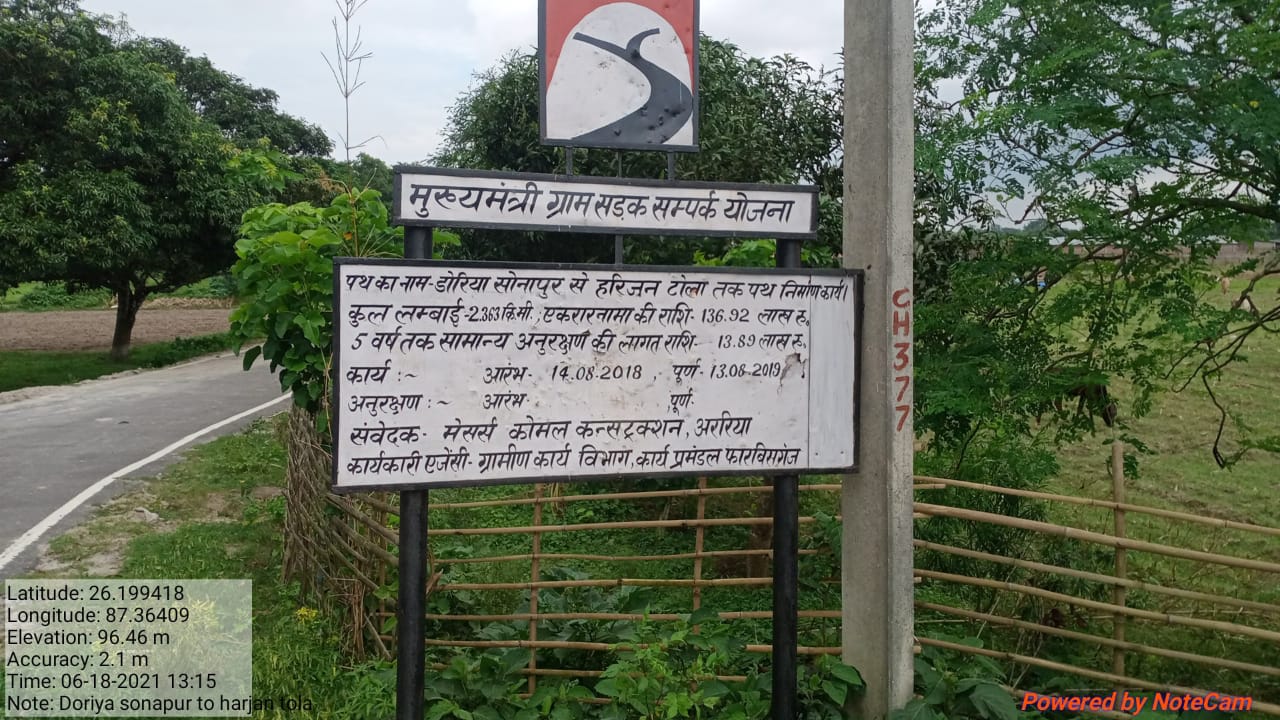 मुख्यमंत्री ग्राम सड़क सम्पर्क योजना
पथ का नाम-डोरिया सोनापुर से हरिजन टोला तक पथ निर्माण कार्य।
कुल लम्बाई-2.363 कि.मी., एकरारनामा की राशि- 136.92 लाख रु.
5 वर्ष तक सामान्य अनुरक्षण की लागत राशि- 13.89 लाख रु.
कार्य :~ आरंभ- 14.08.2018 , पूर्ण- 13.08.2019
अनुरक्षण :~ आरंभ- पूर्ण-
संवेदक- मेसर्स कोमल कन्सट्रक्शन, अररिया
कार्यकारी एजेंसी- ग्रामीण कार्य विभाग, कार्य प्रमंडल फारबिसगंज
CH377
Latitude: 26.199418
Longitude: 87.36409
Elevation: 96.46 m
Accuracy: 2.1 m
Time: 06-18-2021 13:15
Note: Doriya sonapur to harjan tola
Powered by NoteCam